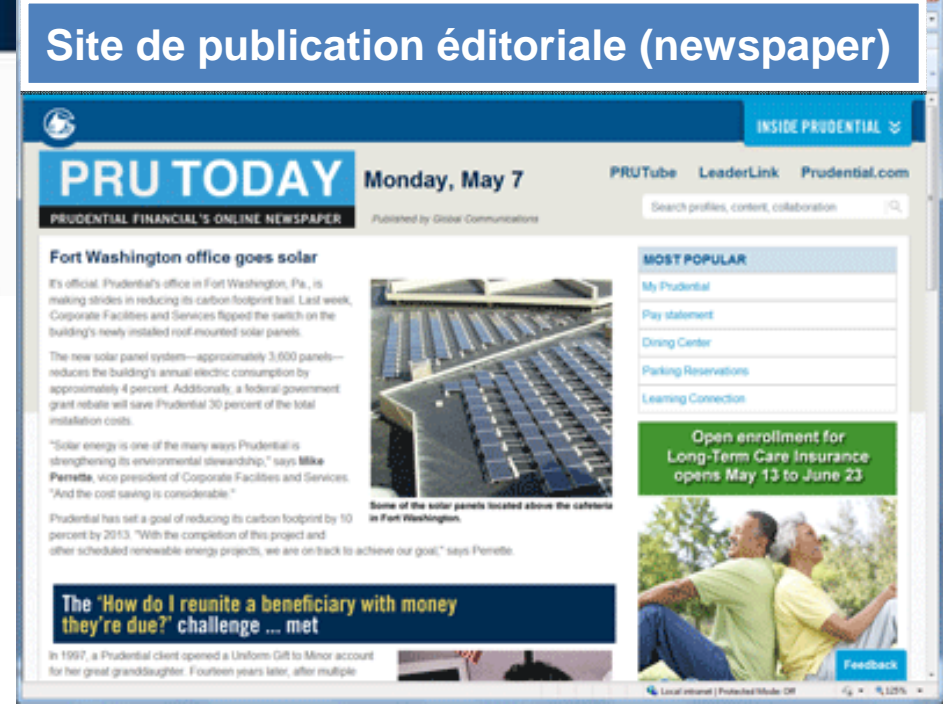 Site de publication éditoriale (newspaper)
INSIDE PRUDENTIAL
PRU TODAY
PRUDENTIAL FINANCIAL'S ONLINE NEWSPAPER
Monday, May 7
Published by Global Communications
PRUTube LeaderLink Prudential.com
Search profiles, content, collaboration
Fort Washington office goes solar
It's official. Prudential's office in Fort Washington, Pa., is
making strides in reducing its carbon footprint trail. Last week,
Corporate Facilities and Services flipped the switch on the
building's newly installed roof-mounted solar panels.
The new solar panel system—approximately 3,600 panels—
reduces the building's annual electric consumption by
approximately 4 percent. Additionally, a federal government
grant rebate will save Prudential 30 percent of the total
installation costs.
"Solar energy is one of the many ways Prudential is
strengthening its environmental stewardship," says Mike
Perrette, vice president of Corporate Facilities and Services.
"And the cost saving is considerable."
Prudential has set a goal of reducing its carbon footprint by 10
percent by 2013. "With the completion of this project and
other scheduled renewable energy projects, we are on track to achieve our goal," says Perrette.
Some of the solar panels located above the cafeteria
in Fort Washington.
The 'How do I reunite a beneficiary with money
they're due?' challenge ... met
In 1997, a Prudential client opened a Uniform Gift to Minor account
for her great granddaughter. Fourteen years later, after multiple
MOST POPULAR
My Prudential
Pay statement
Dining Center
Parking Reservations
Learning Connection
Open enrollment for
Long-Term Care Insurance
opens May 13 to June 23
Feedback
Local intranet | Protected Mode: Off
125%